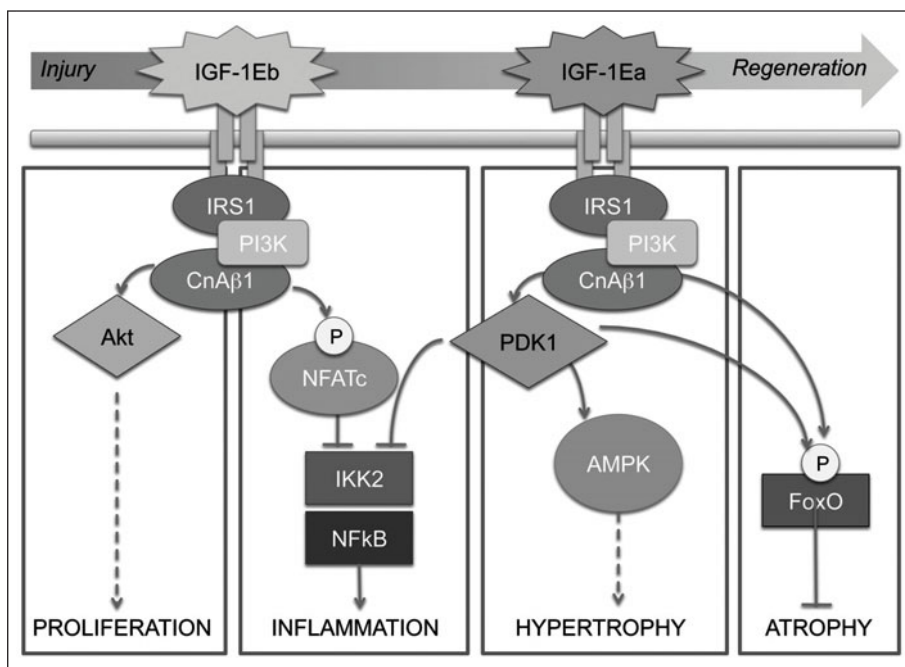 Injury
IGF-1Eb
IGF-1Ea
Regeneration
IRS1
PI3K
CnAβ1
IRS1
PI3K
CnAβ1
Akt
P
NFATc
PDK1
IKK2
NFkB
AMPK
P
FoxO
PROLIFERATION
INFLAMMATION
HYPERTROPHY
ATROPHY